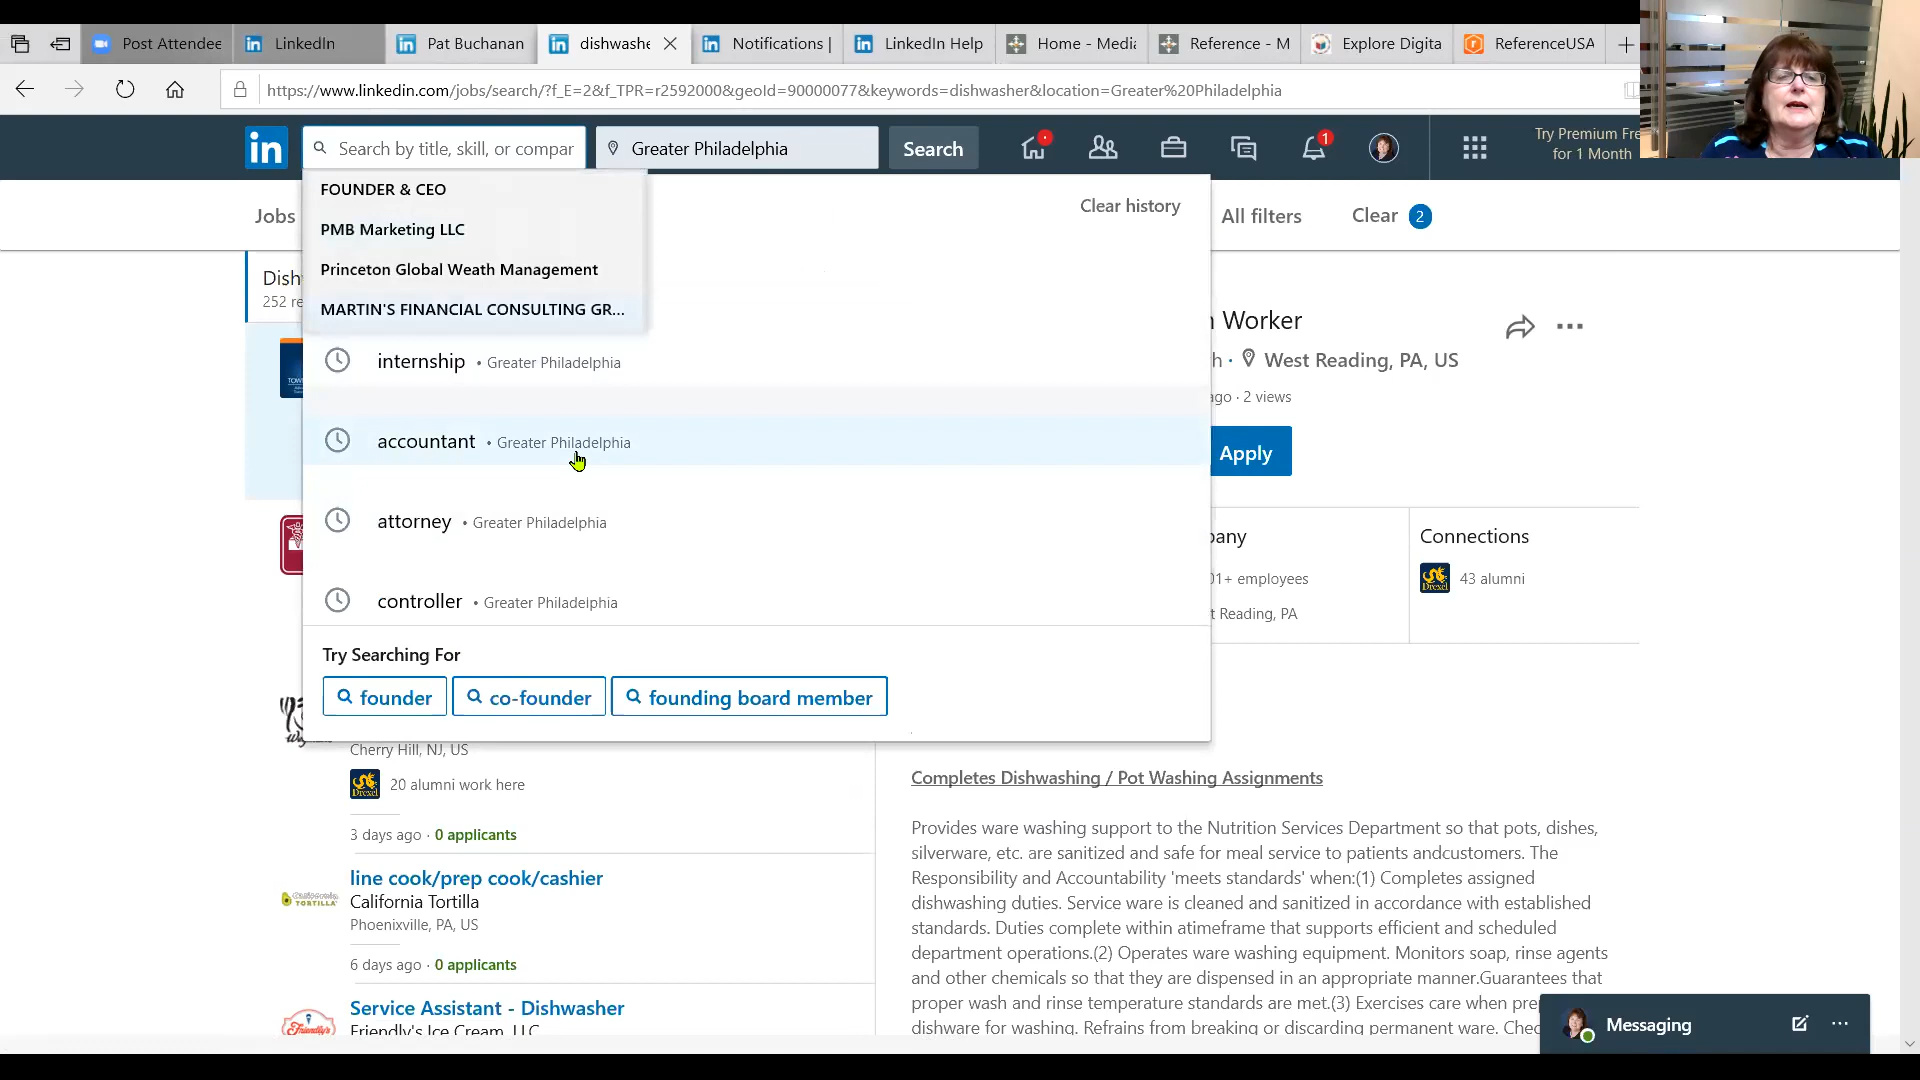 Post Attendee
LinkedIn
Pat Buchanan
dishwashe
Notifications |
LinkedIn Help
Home - Media
Reference - M
Explore Digita
ReferenceUSA
https://www.linkedin.com/jobs/search/?f_E=2&f_TPR=r2592000&geoId=90000077&keywords=dishwasher&location=Greater%20Philadelphia
in
Search by title, skill, or compar
Greater Philadelphia
Search
1
Try Premium Fre
for 1 Month
FOUNDER & CEO
PMB Marketing LLC
Princeton Global Weath Management
MARTIN'S FINANCIAL CONSULTING GR...
Jobs
Clear history
All filters
Clear 2
Dish
252 re
internship • Greater Philadelphia
accountant • Greater Philadelphia
attorney • Greater Philadelphia
controller • Greater Philadelphia
Try Searching For
founder
co-founder
founding board member
Worker
h · West Reading, PA, US
ago · 2 views
Apply
pany
01+ employees
t Reading, PA
Connections
Drexel
43 alumni
Cherry Hill, NJ, US
Drexel
20 alumni work here
3 days ago · 0 applicants
line cook/prep cook/cashier
California Tortilla
Phoenixville, PA, US
6 days ago · 0 applicants
Service Assistant - Dishwasher
Friendly's Ice Cream, LLC
Completes Dishwashing / Pot Washing Assignments
Provides ware washing support to the Nutrition Services Department so that pots, dishes,
silverware, etc. are sanitized and safe for meal service to patients andcustomers. The
Responsibility and Accountability 'meets standards' when:(1) Completes assigned
dishwashing duties. Service ware is cleaned and sanitized in accordance with established
standards. Duties complete within atimeframe that supports efficient and scheduled
department operations.(2) Operates ware washing equipment. Monitors soap, rinse agents
and other chemicals so that they are dispensed in an appropriate manner.Guarantees that
proper wash and rinse temperature standards are met.(3) Exercises care when prep
dishware for washing. Refrains from breaking or discarding permanent ware. Chec
Messaging